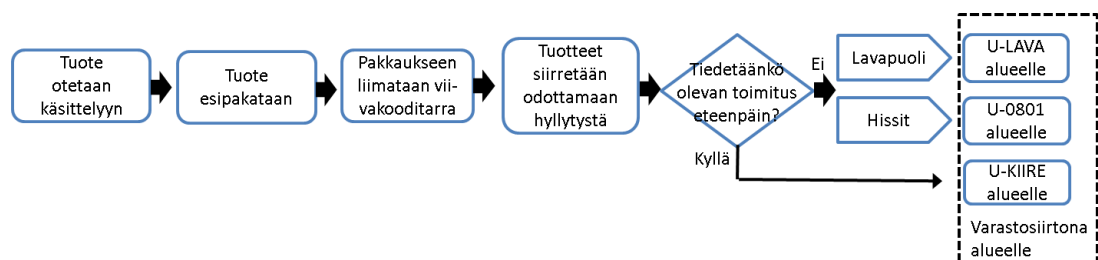 Tuote
otetaan
käsittelyyn
Tuote
esipakataan
Pakkaukseen
liimataan vii-
vakooditarra
Tuotteet
siirretään
odottamaan
hyllytystä
Tiedetäänkö
olevan toimitus
eteenpäin?
Ei
Kyllä
Lavapuoli
Hissit
U-LAVA
alueelle
U-0801
alueelle
U-KIIRE
alueelle
Varastosiirtona
alueelle